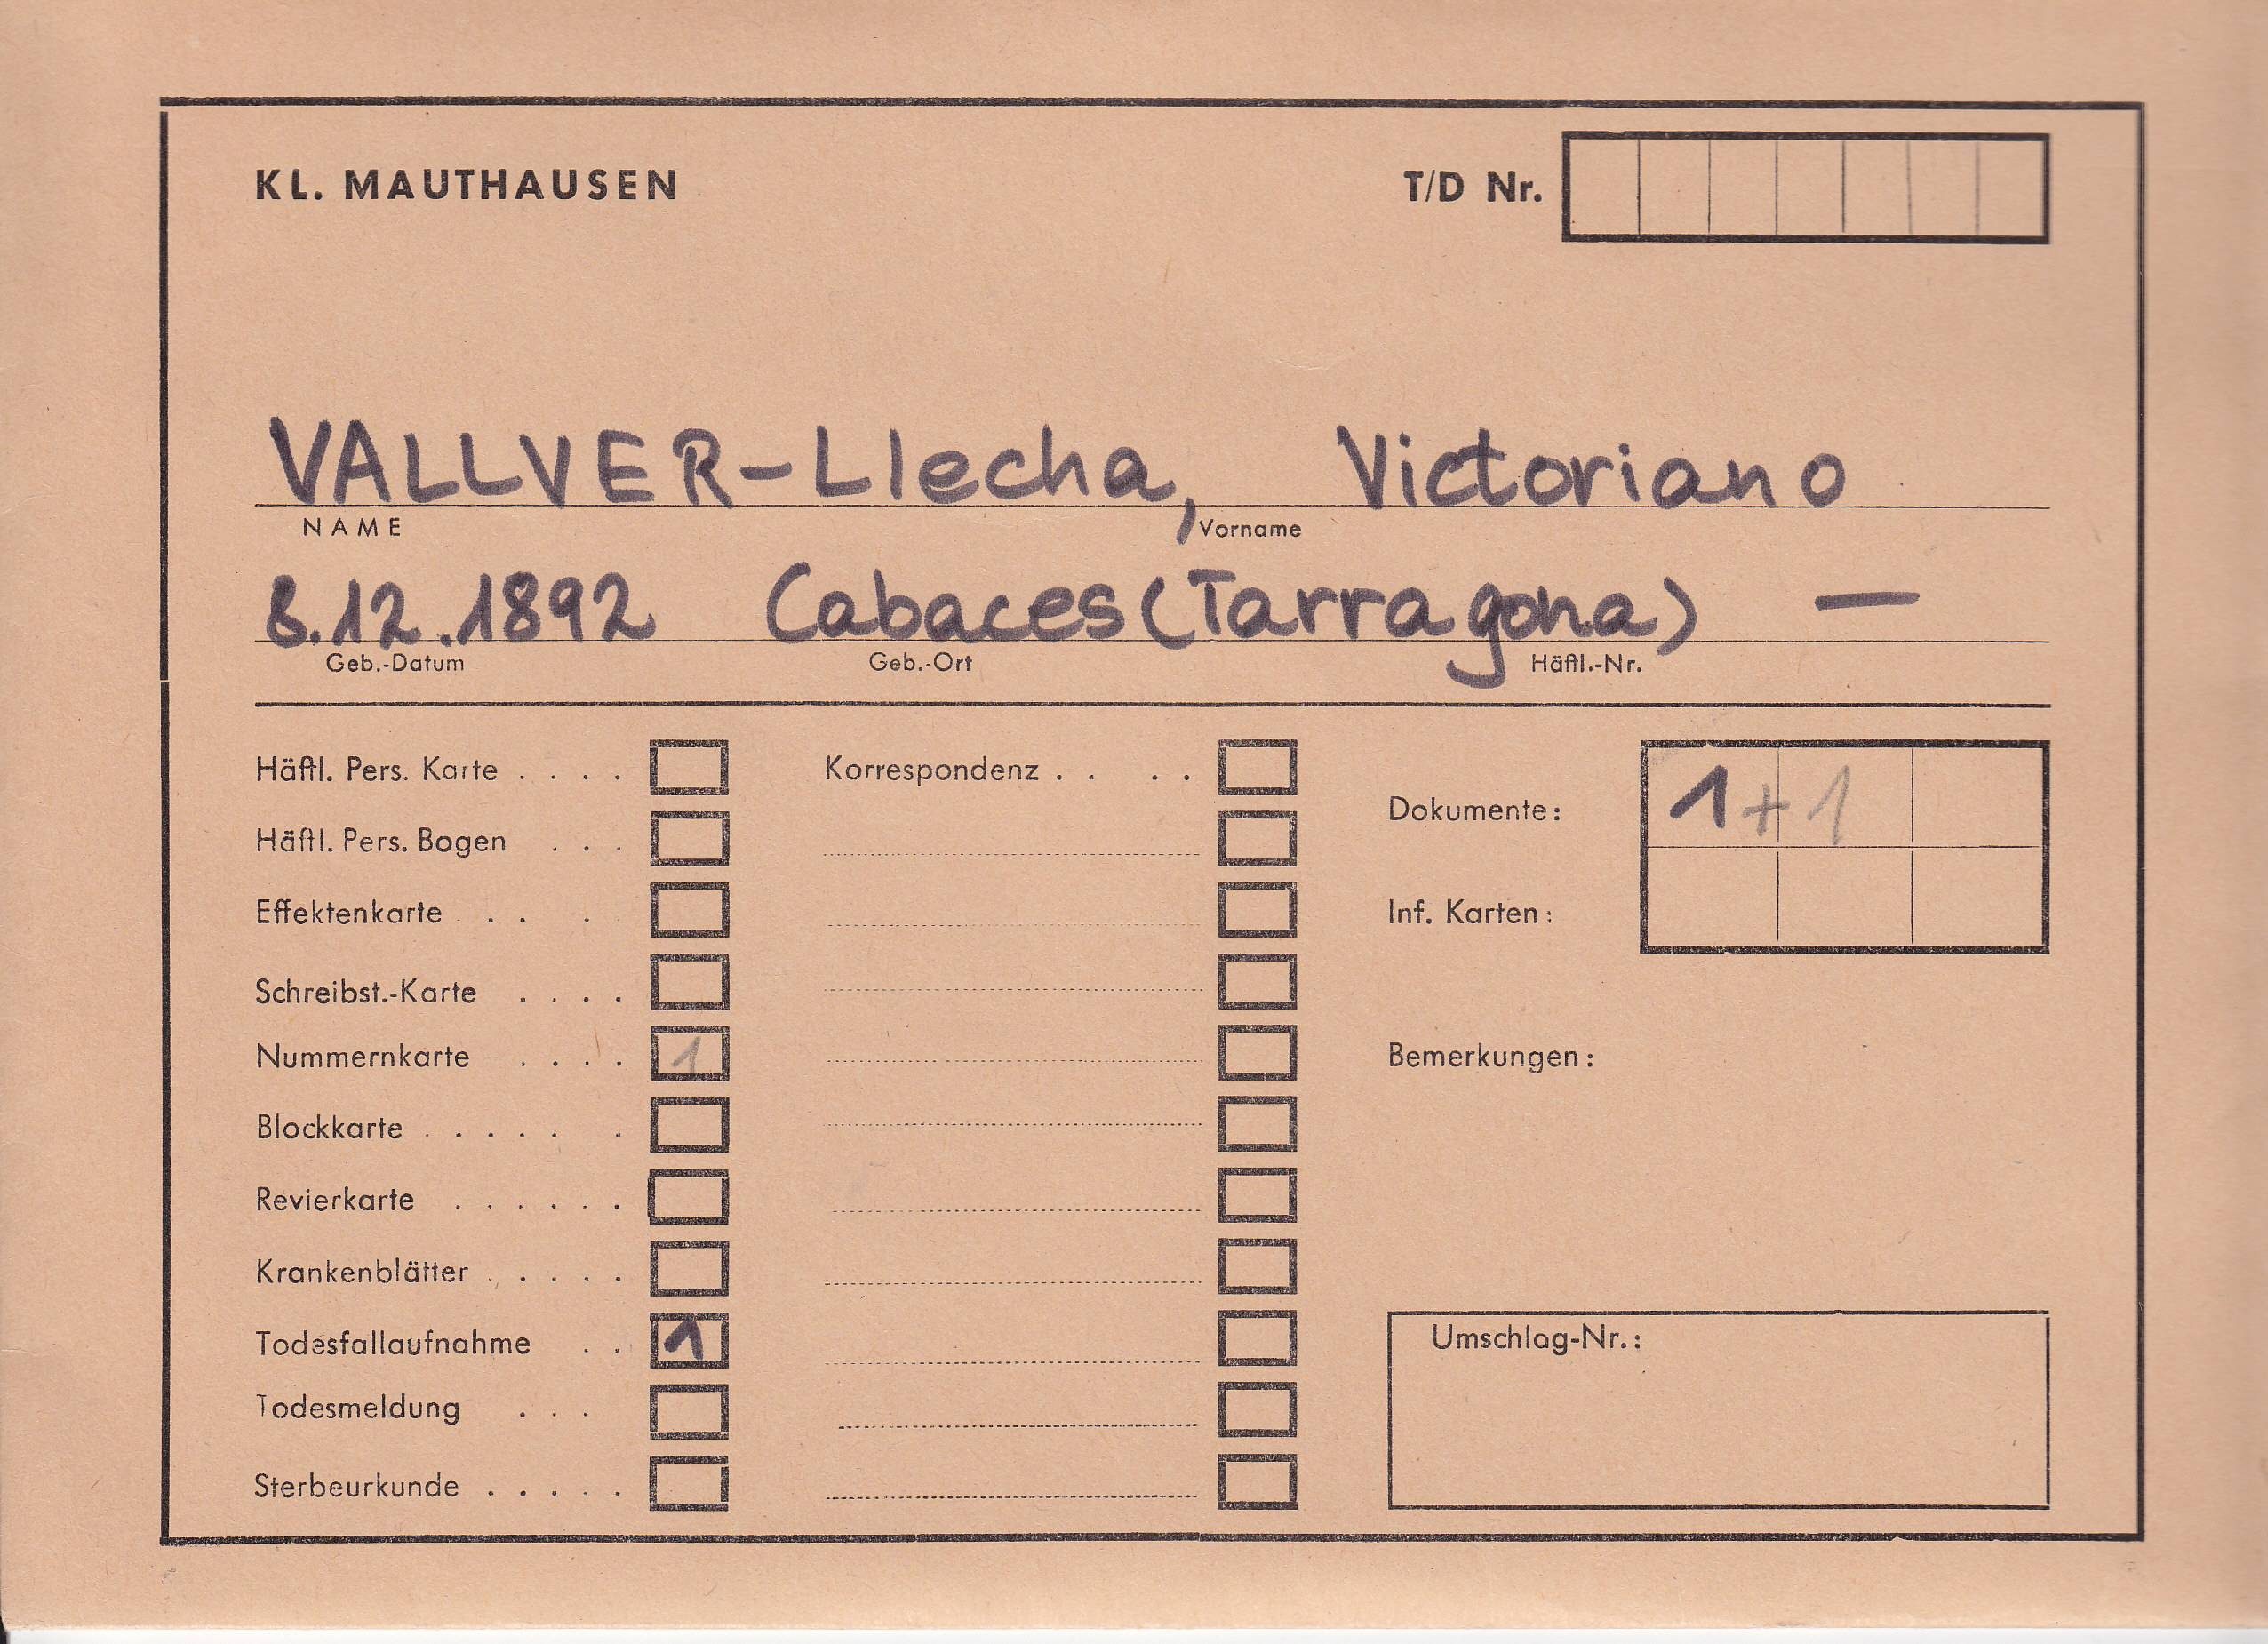 KL. MAUTHAUSEN
T/D Nr.
VALLVER-Llecha, Victoriano
NAME Vorname
8.12.1892 Cabaces (Tarragona) —
Geb.-Datum Geb.-Ort Häftl.-Nr.
Häftl. Pers. Karte . . . .
Häftl. Pers. Bogen . . .
Effektenkarte . . .
Schreibst.-Karte . . . .
Nummernkarte . . . . 1
Blockkarte . . . . . .
Revierkarte . . . . . .
Krankenblätter . . . . .
Todesfallaufnahme . . 1
Todesmeldung . . .
Sterbeurkunde . . . . .
Korrespondenz . . . .
Dokumente: 1 + 1
Inf. Karten:
Bemerkungen:
Umschlag-Nr.: